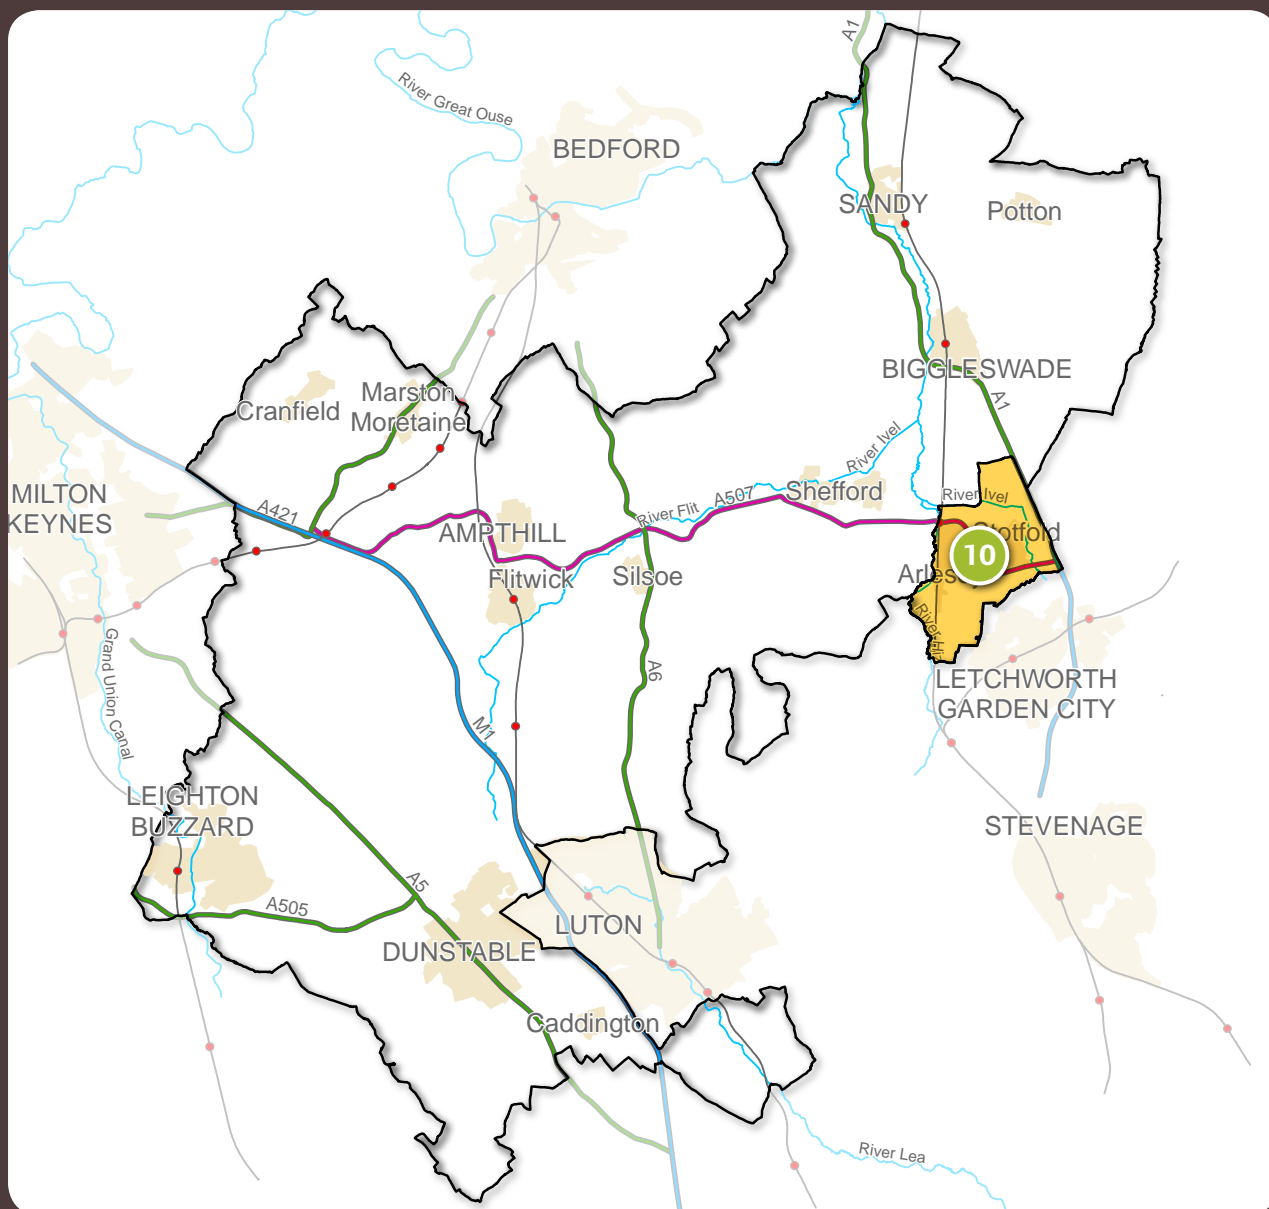 A1
River Great Ouse
BEDFORD
SANDY
Potton
BIGGLESWADE
A1
Marston
Moretaine
Cranfield
River Ivel
MILTON
KEYNES
A421
Shefford
A507
River Ivel
River Flit
AMPTHILL
Stotfold
10
Flitwick
Silsoe
Grand Union Canal
A6
LETCHWORTH
GARDEN CITY
M1
LEIGHTON
BUZZARD
STEVENAGE
A5
A505
LUTON
DUNSTABLE
Caddington
River Lea